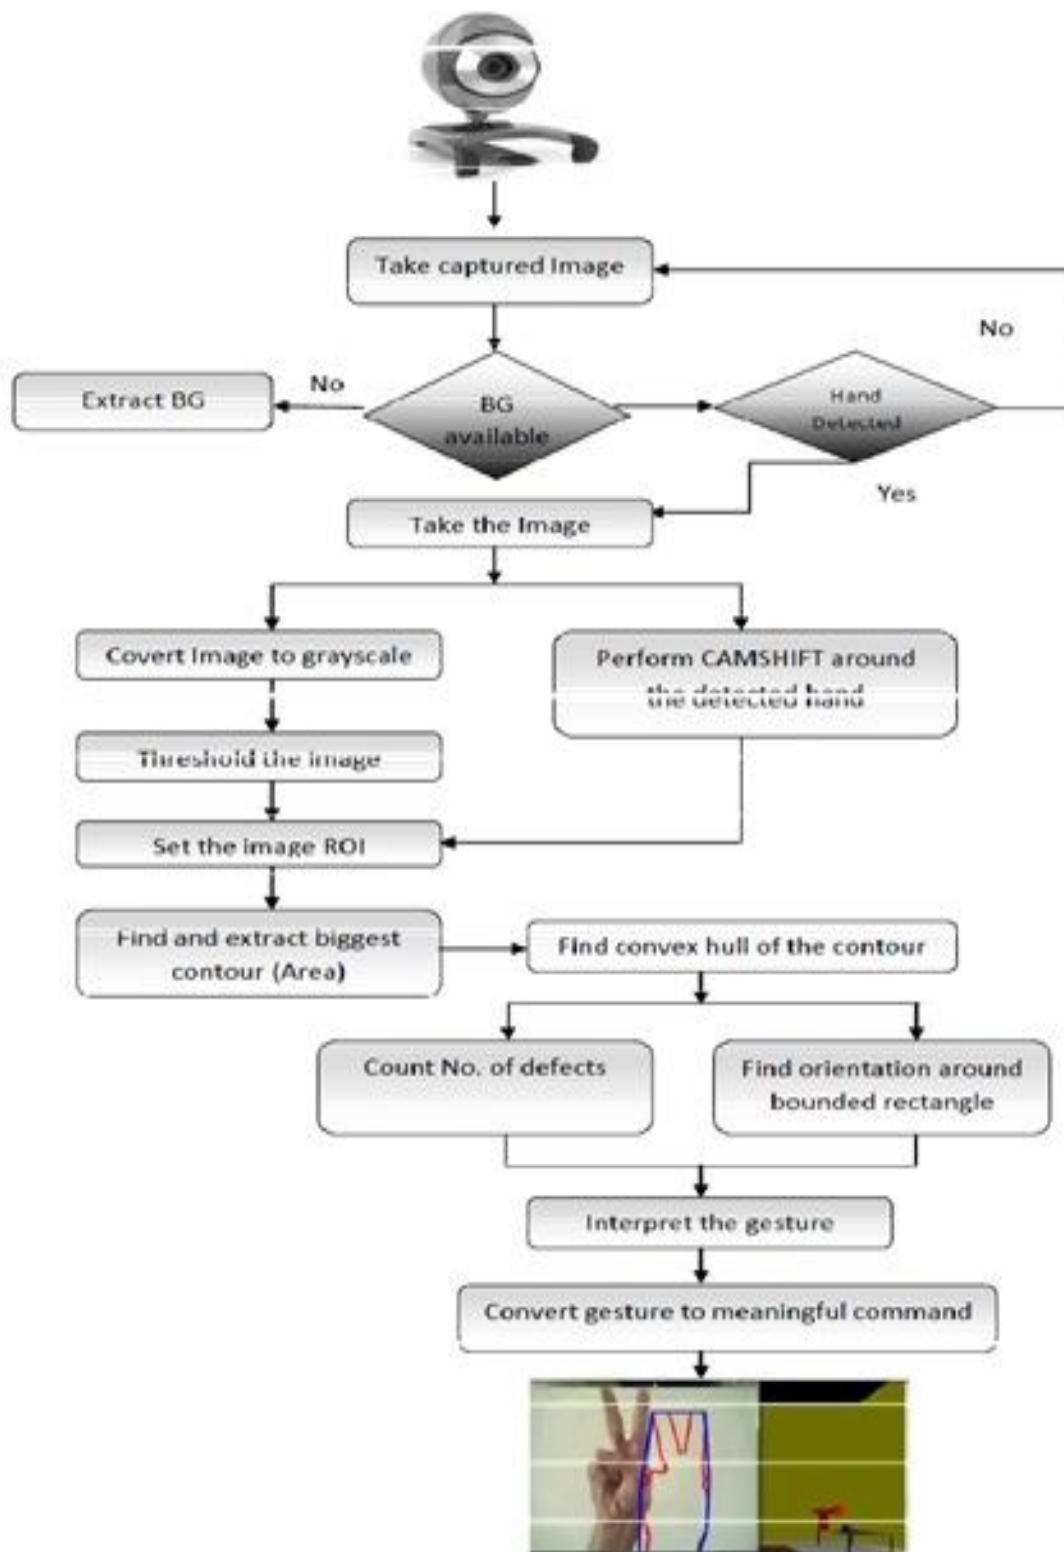 Take captured Image
No
No
Extract BG
BG
available
Hand
Detected
Yes
Take the Image
Covert Image to grayscale
Perform CAMSHIFT around
the detected hand
Threshold the image
Set the image ROI
Find and extract biggest
contour (Area)
Find convex hull of the contour
Count No. of defects
Find orientation around
bounded rectangle
Interpret the gesture
Convert gesture to meaningful command